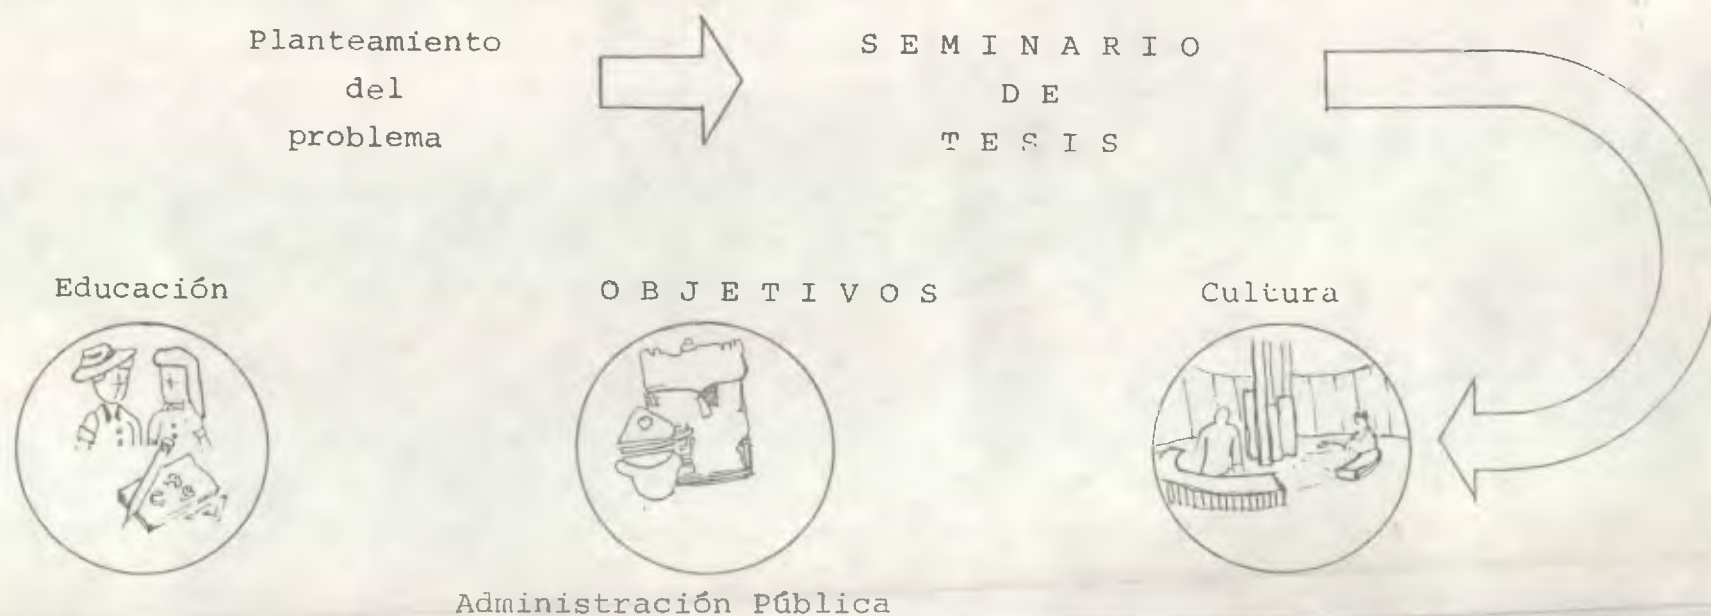 Planteamiento
del
problema
S E M I N A R I O
D E
T E S I S
Educación
O B J E T I V O S
Cultura
Administración Pública